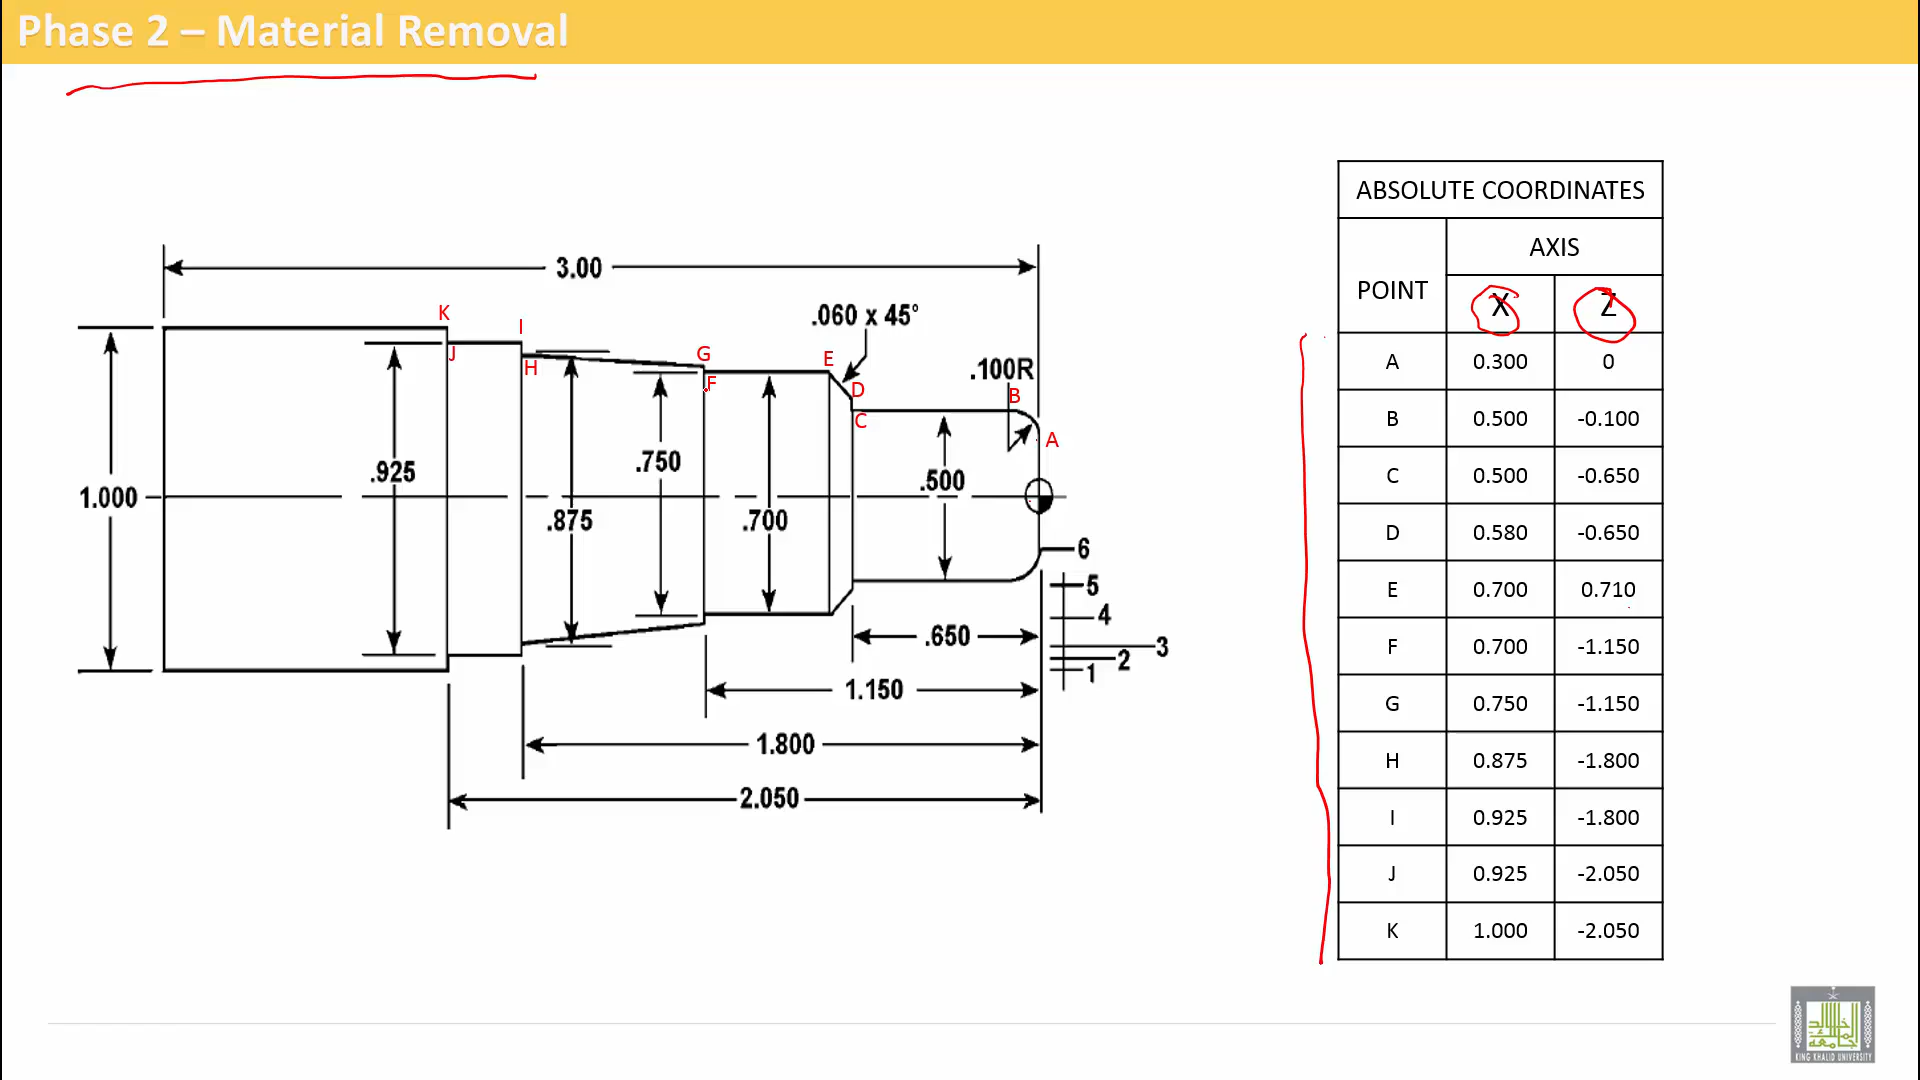 Phase 2 – Material Removal
3.00
.060 x 45°
K
I
J
H
G
F
E
D
C
.100R
B
A
1.000
.925
.875
.750
.700
.500
6
5
4
3
2
1
.650
1.150
1.800
2.050
ABSOLUTE COORDINATES
POINT AXIS
X Z
A 0.300 0
B 0.500 -0.100
C 0.500 -0.650
D 0.580 -0.650
E 0.700 0.710
F 0.700 -1.150
G 0.750 -1.150
H 0.875 -1.800
I 0.925 -1.800
J 0.925 -2.050
K 1.000 -2.050
KING KHALID UNIVERSITY